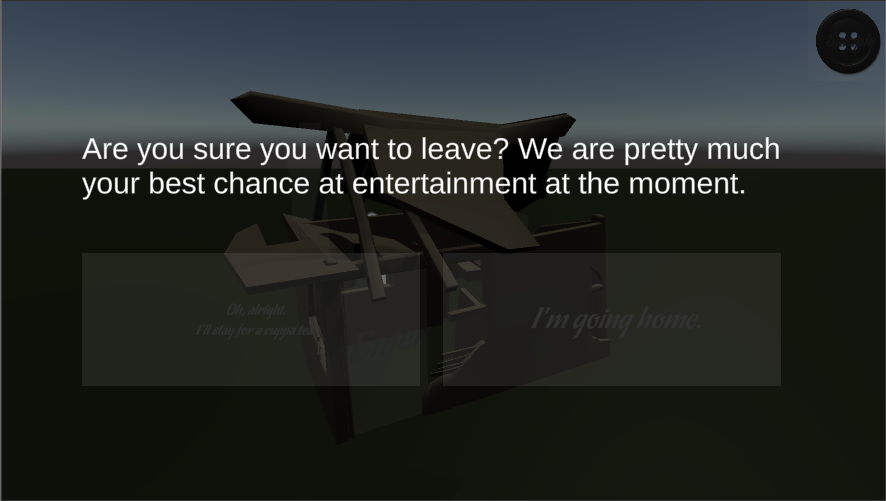 Are you sure you want to leave? We are pretty much
your best chance at entertainment at the moment.
Oh, alright.
I'll stay for a cuppa tea.
I'm going home.